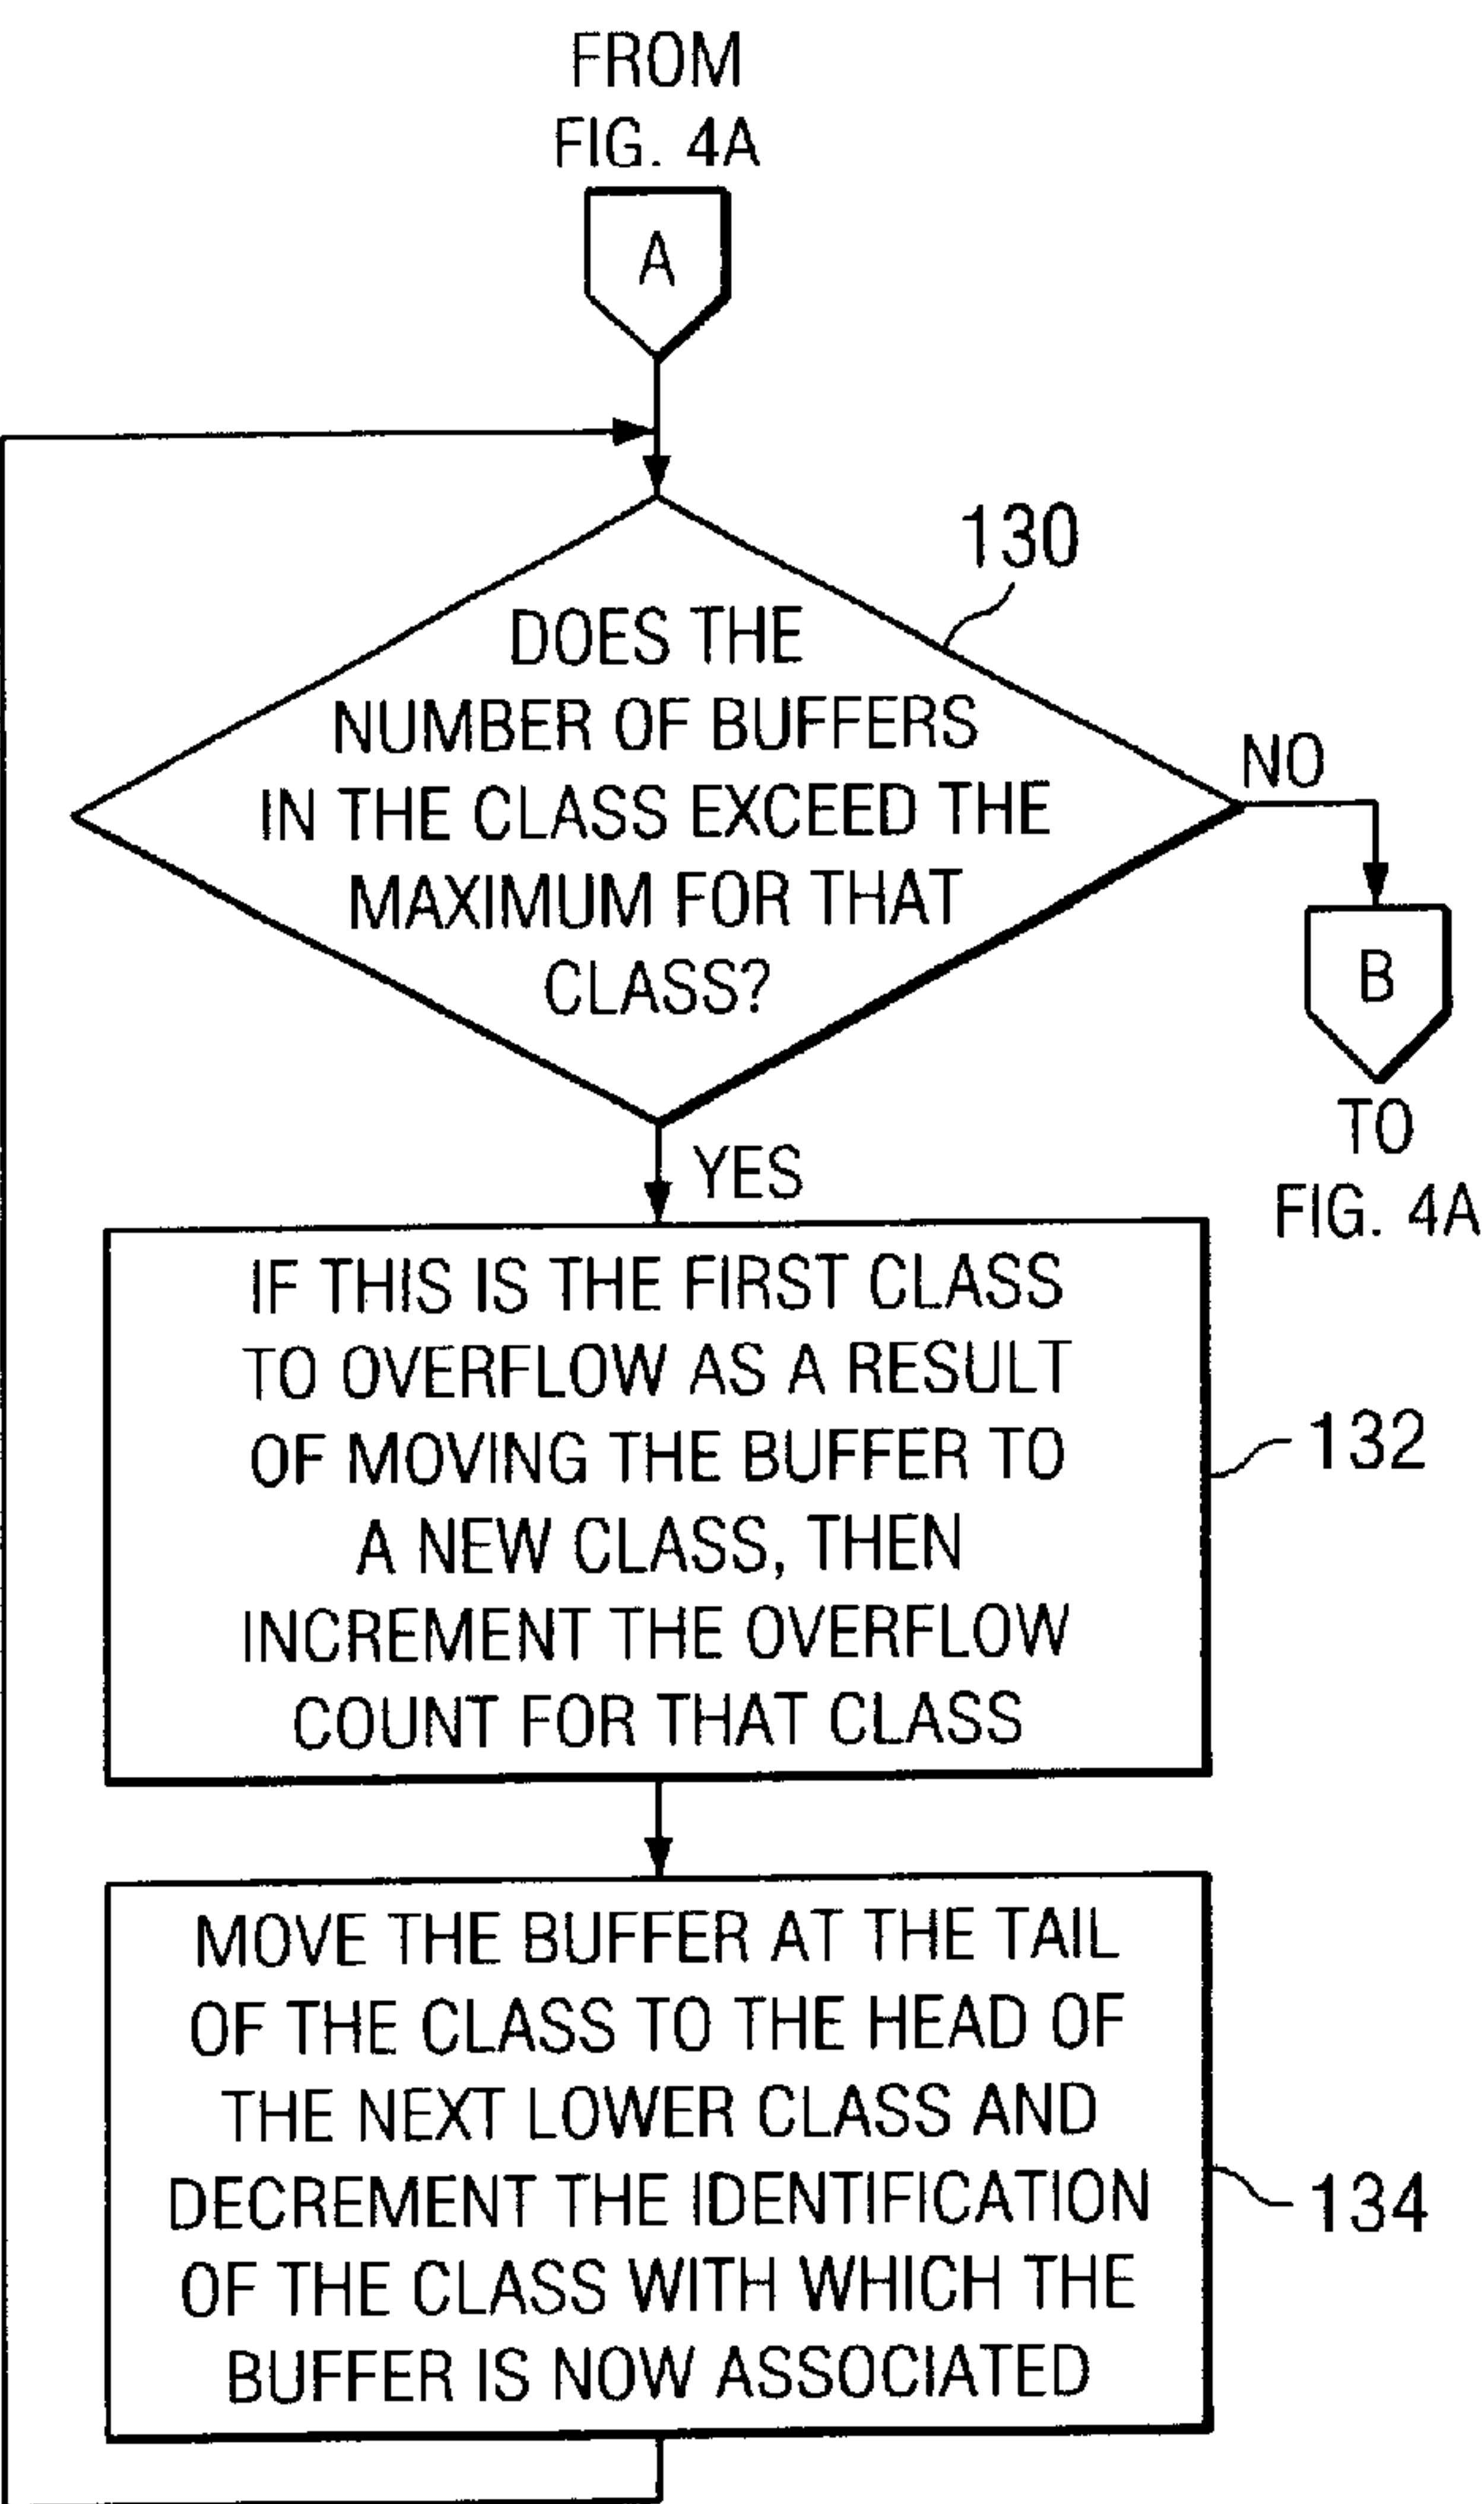 FROM
FIG. 4A
A
130
DOES THE
NUMBER OF BUFFERS
IN THE CLASS EXCEED THE
MAXIMUM FOR THAT
CLASS?
NO
B
TO
FIG. 4A
YES
IF THIS IS THE FIRST CLASS
TO OVERFLOW AS A RESULT
OF MOVING THE BUFFER TO
A NEW CLASS, THEN
INCREMENT THE OVERFLOW
COUNT FOR THAT CLASS
132
MOVE THE BUFFER AT THE TAIL
OF THE CLASS TO THE HEAD OF
THE NEXT LOWER CLASS AND
DECREMENT THE IDENTIFICATION
OF THE CLASS WITH WHICH THE
BUFFER IS NOW ASSOCIATED
134